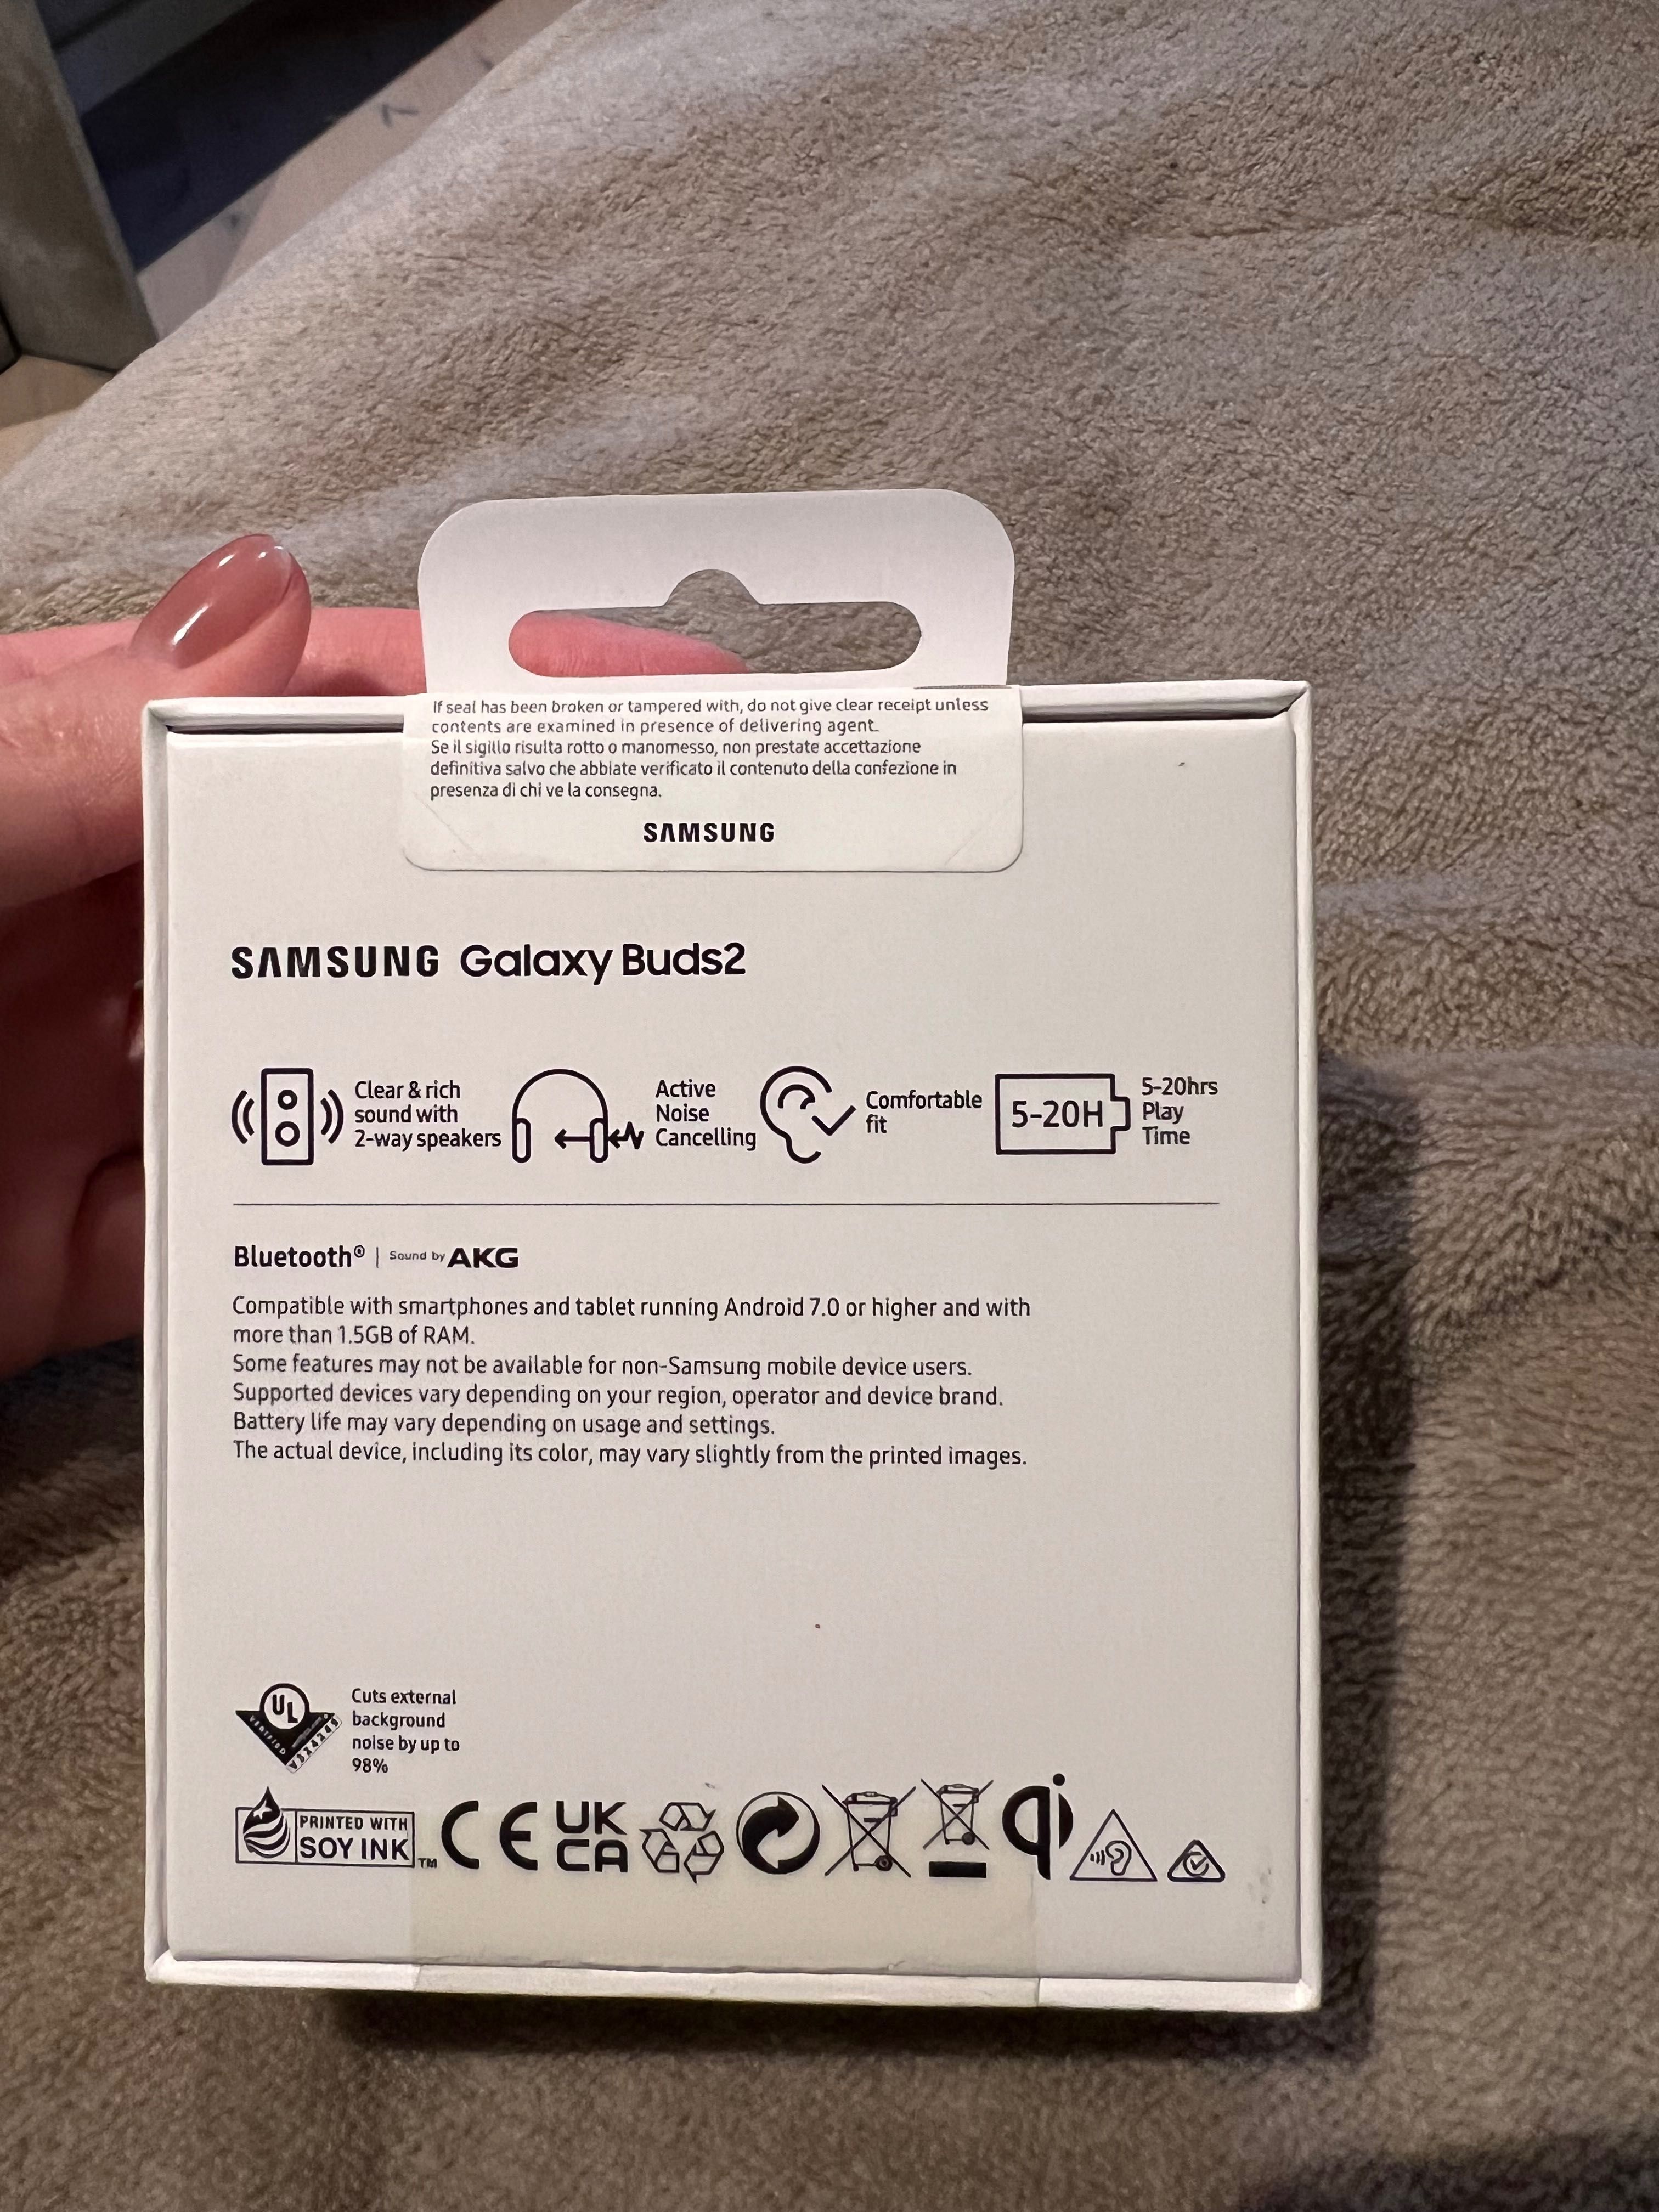 If seal has been broken or tampered with, do not give clear receipt unless
contents are examined in presence of delivering agent.
Se il sigillo risulta rotto o manomesso, non prestate accettazione
definitiva salvo che abbiate verificato il contenuto della confezione in
presenza di chi ve la consegna.
SAMSUNG
SAMSUNG Galaxy Buds2
Clear & rich
sound with
2-way speakers
Active
Noise
Cancelling
Comfortable
fit
5-20H
5-20hrs
Play
Time
Bluetooth® | Sound by AKG
Compatible with smartphones and tablet running Android 7.0 or higher and with
more than 1.5GB of RAM.
Some features may not be available for non-Samsung mobile device users.
Supported devices vary depending on your region, operator and device brand.
Battery life may vary depending on usage and settings.
The actual device, including its color, may vary slightly from the printed images.
UL
VERIFIED
Cuts external
background
noise by up to
98%
PRINTED WITH
SOY INK™
CE
UK
CA
qi